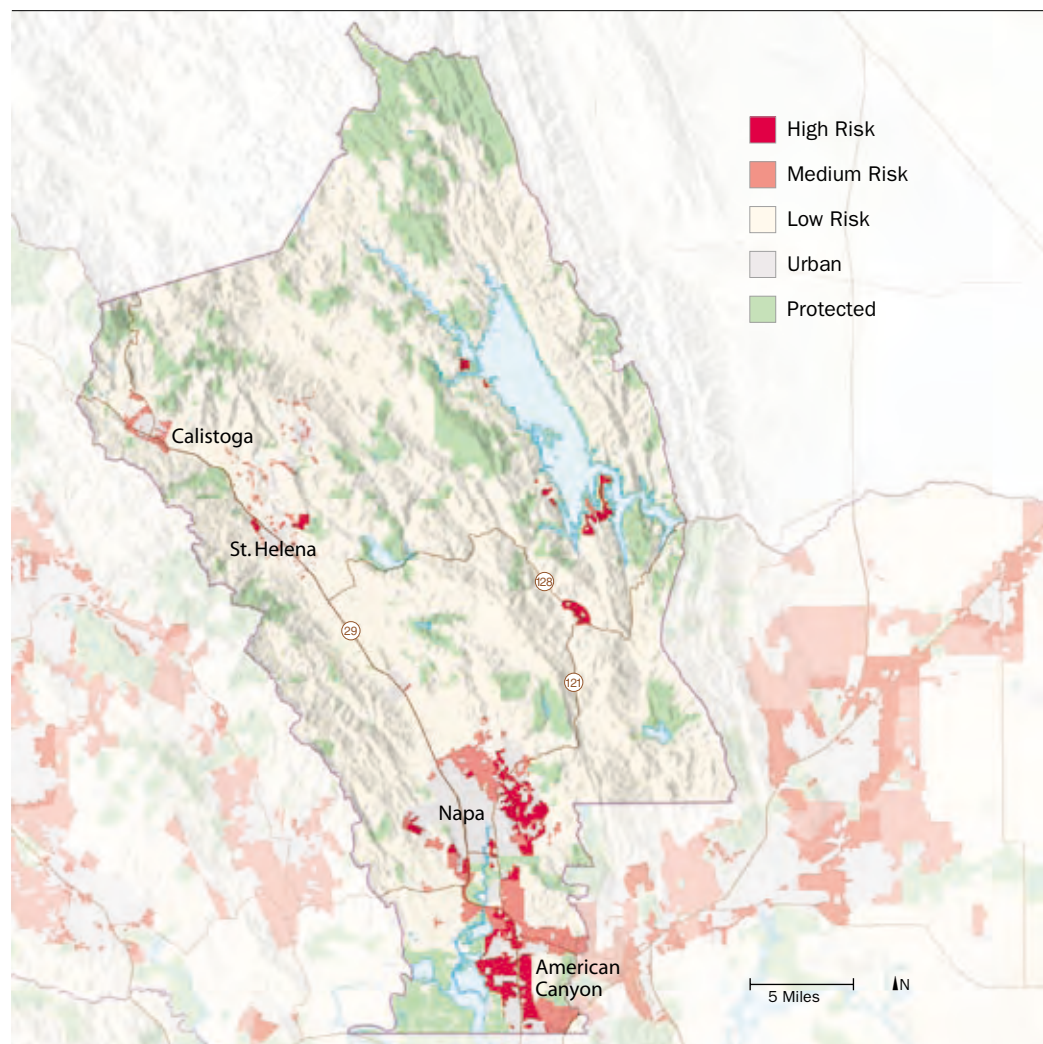 High Risk
Medium Risk
Low Risk
Urban
Protected
Calistoga
St. Helena
128
29
121
Napa
American
Canyon
5 Miles
N